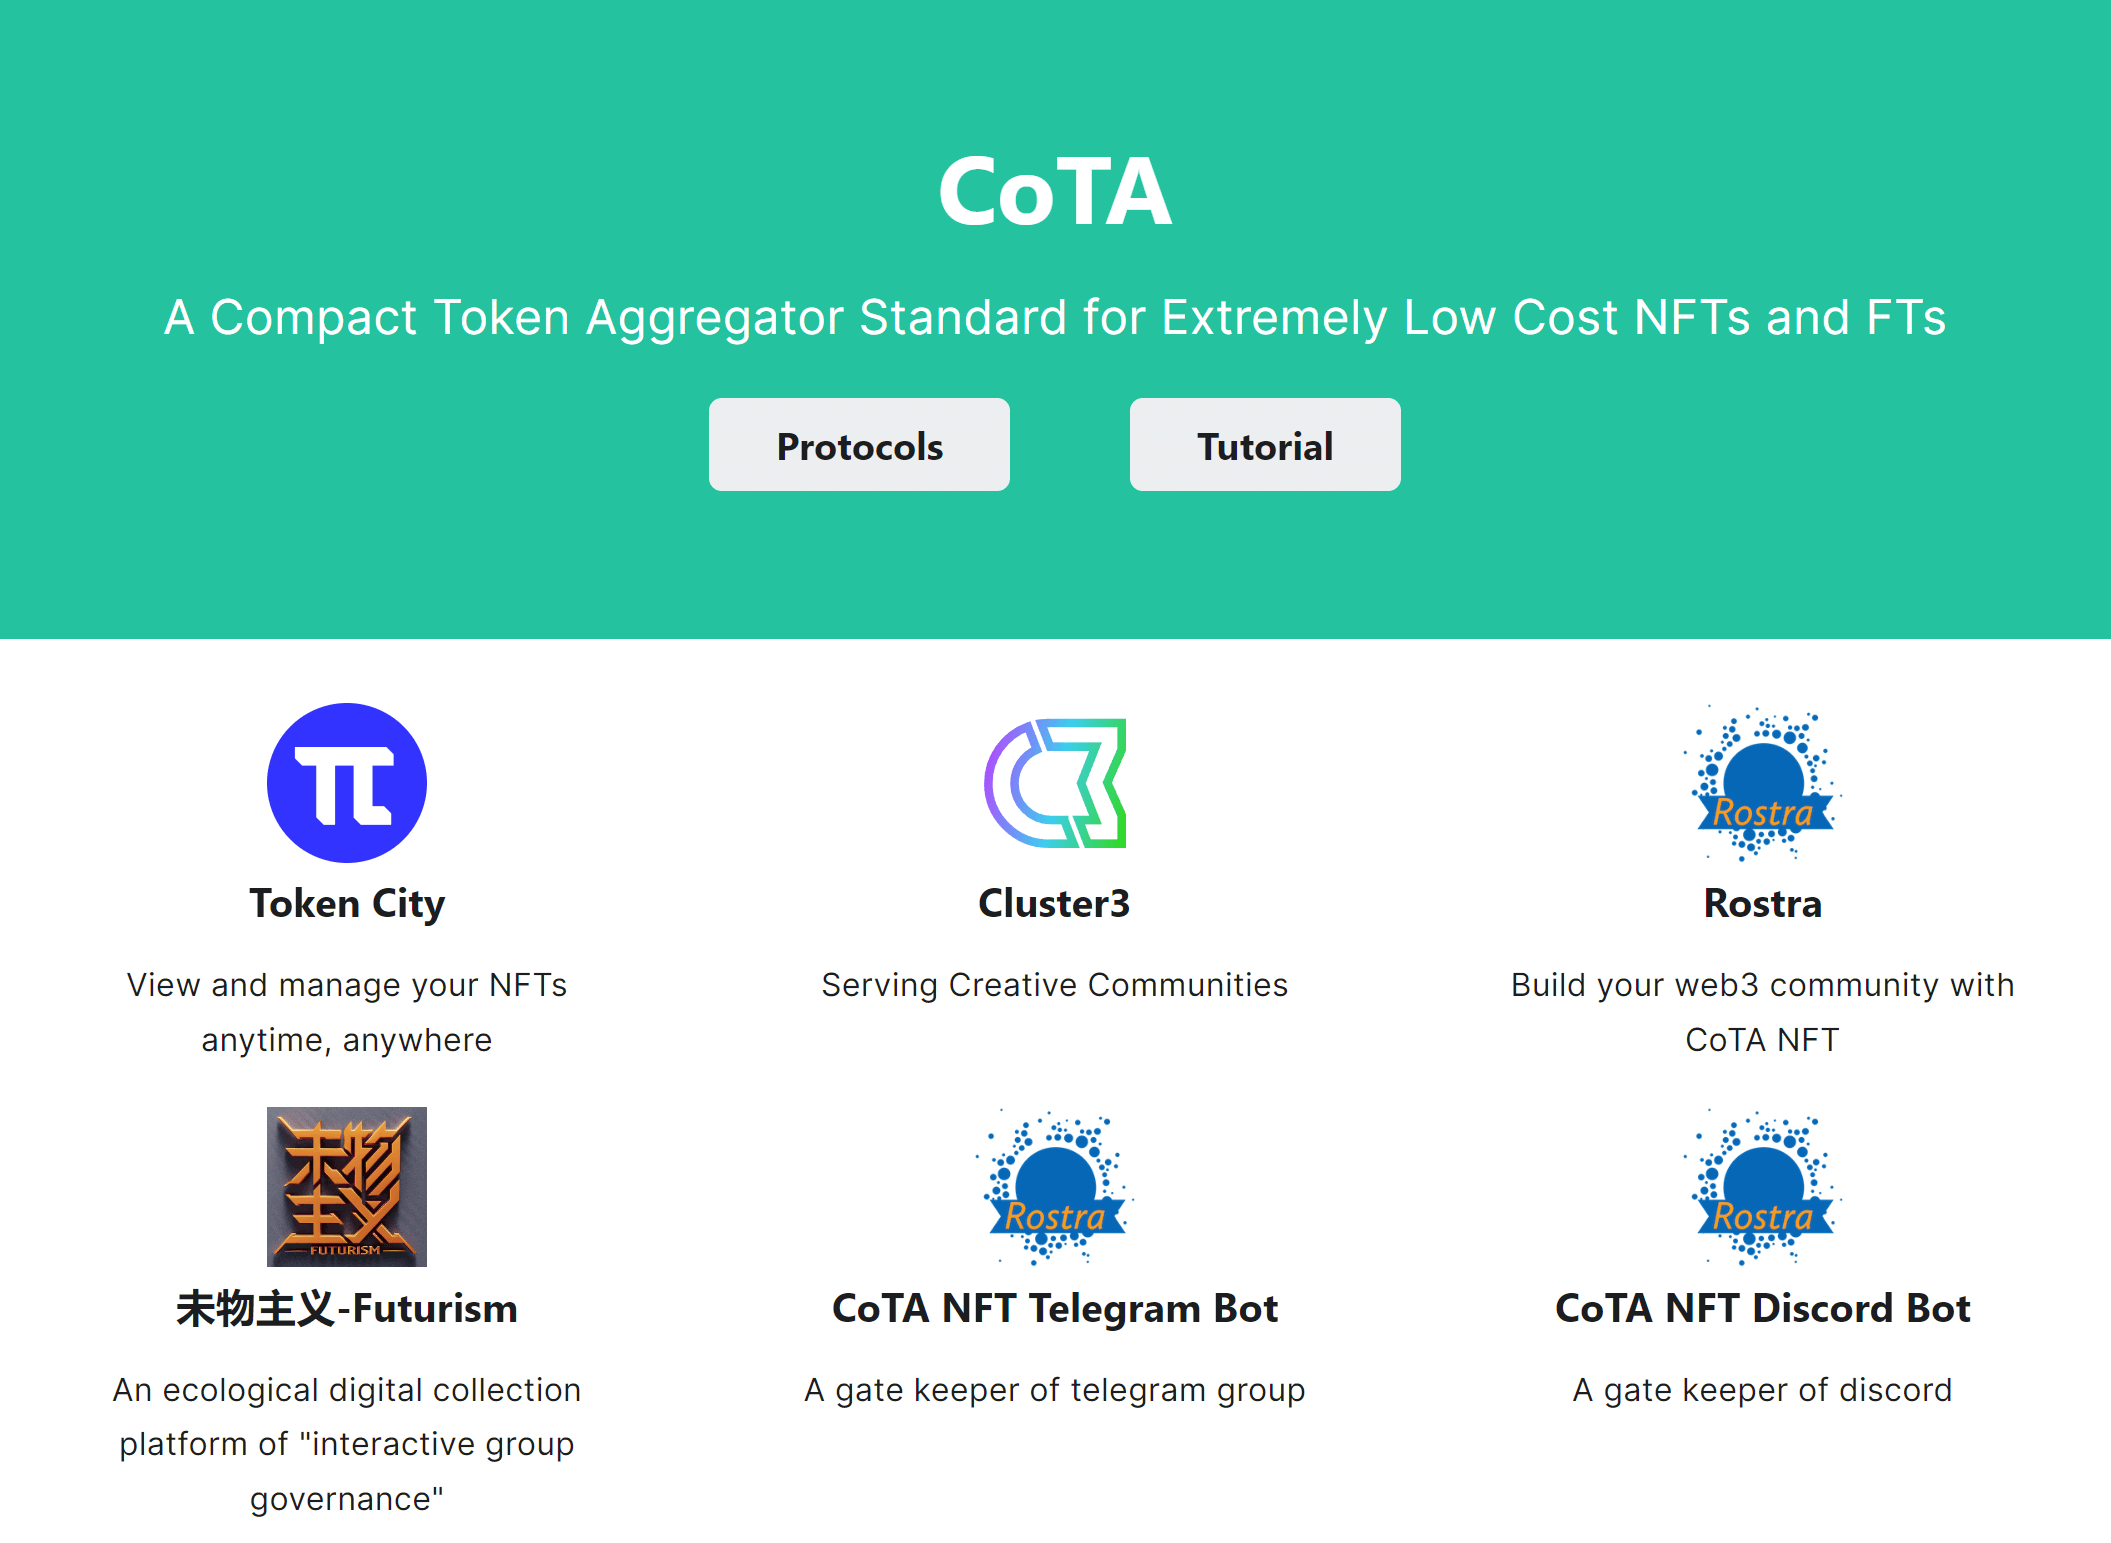 CoTA
A Compact Token Aggregator Standard for Extremely Low Cost NFTs and FTs
Protocols
Tutorial
Rostra
Token City
Cluster3
Rostra
View and manage your NFTs
anytime, anywhere
Serving Creative Communities
Build your web3 community with
CoTA NFT
未物
主义
FUTURISM
Rostra
Rostra
未物主义-Futurism
CoTA NFT Telegram Bot
CoTA NFT Discord Bot
An ecological digital collection
platform of "interactive group
governance"
A gate keeper of telegram group
A gate keeper of discord